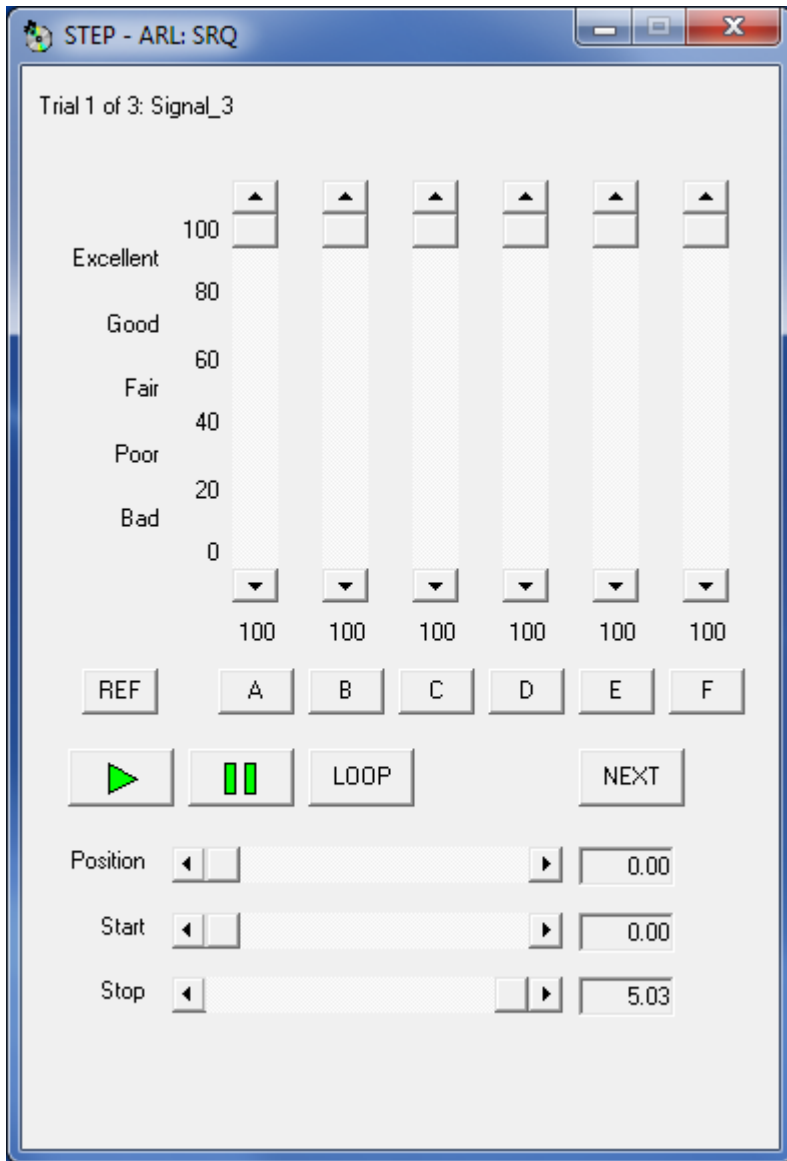 STEP - ARL: SRQ
Trial 1 of 3: Signal_3
100
Excellent
80
Good
60
Fair
40
Poor
20
Bad
0
100 100 100 100 100 100
REF A B C D E F
LOOP NEXT
Position 0.00
Start 0.00
Stop 5.03